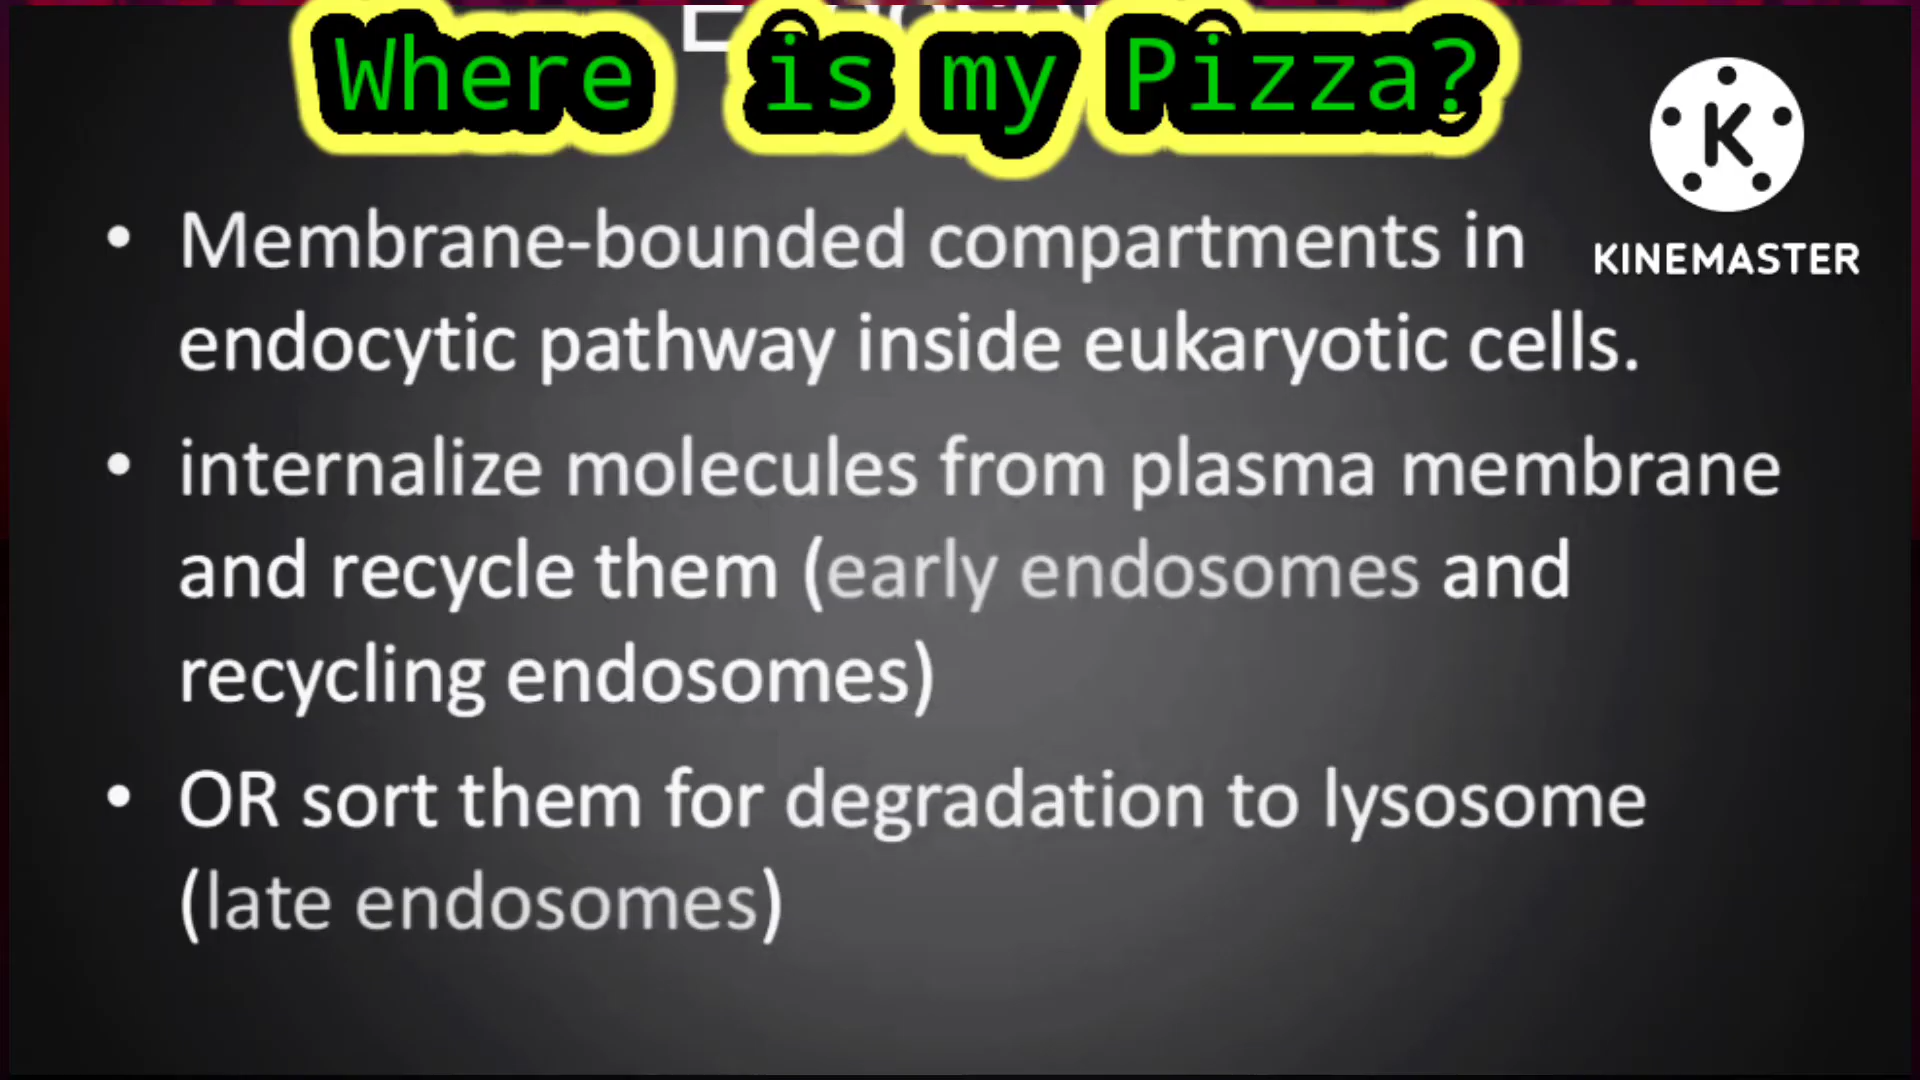 Where is my Pizza?
K
KINEMASTER
• Membrane-bounded compartments in
endocytic pathway inside eukaryotic cells.
• internalize molecules from plasma membrane
and recycle them (early endosomes and
recycling endosomes)
• OR sort them for degradation to lysosome
(late endosomes)